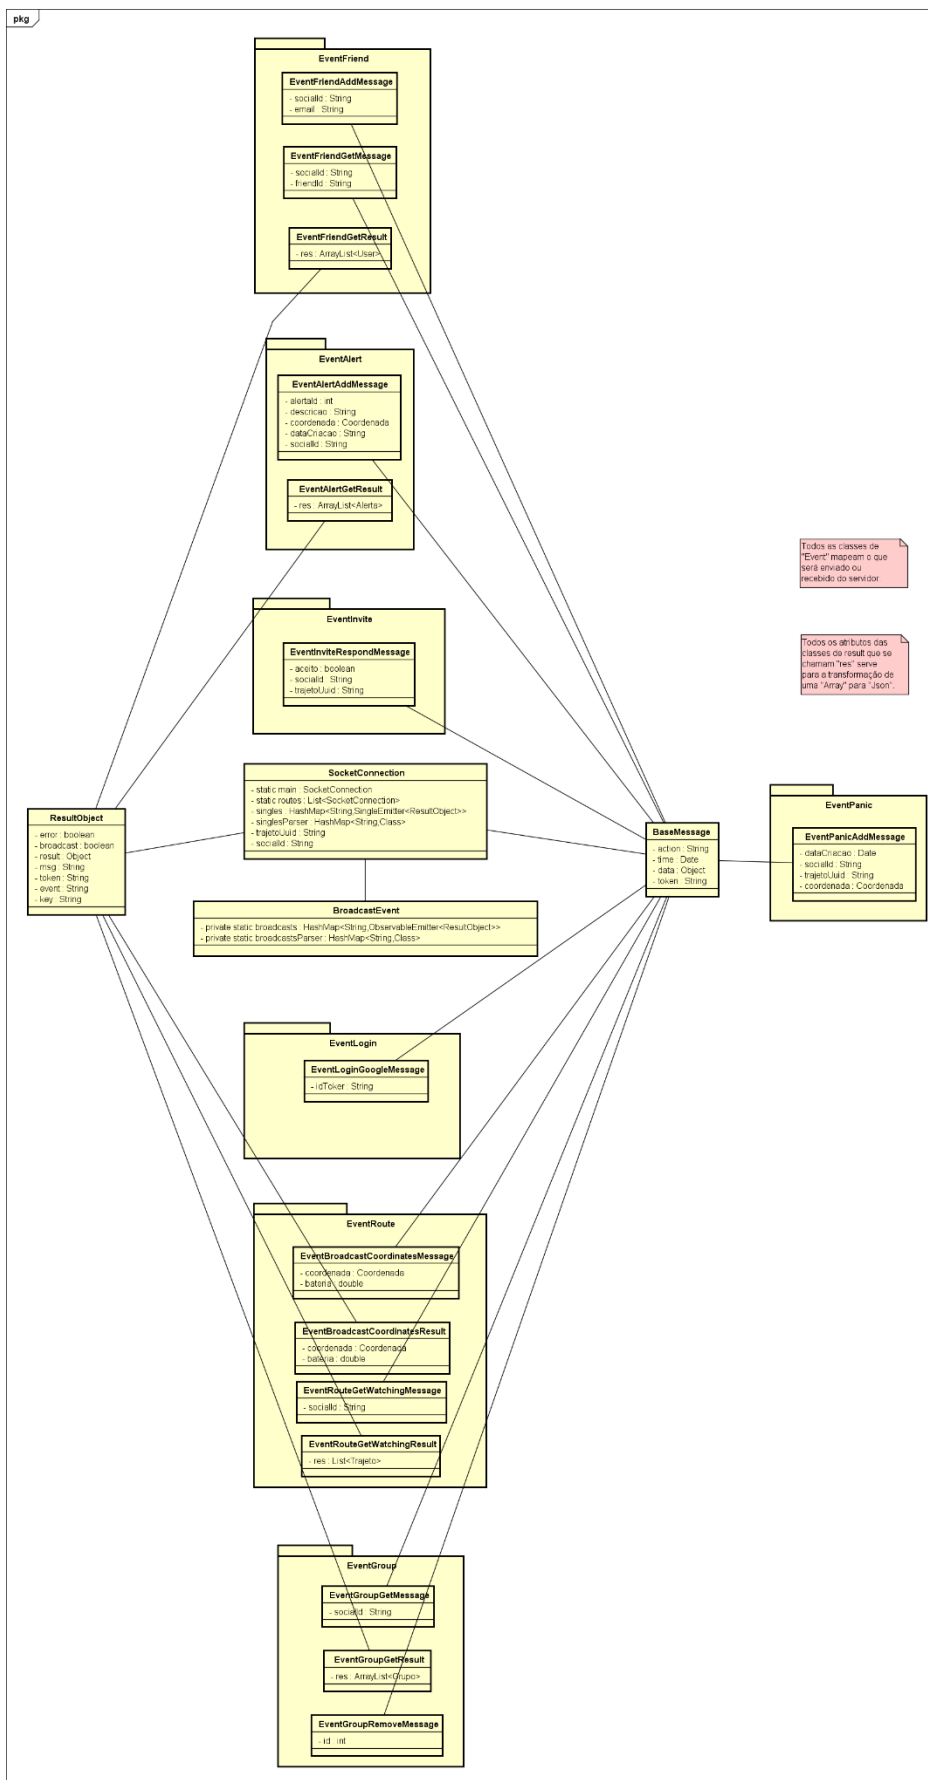 pkg
EventFriend
EventFriendAddMessage
- socialId : String
- email : String
EventFriendGetMessage
- socialId : String
- friendId : String
EventFriendGetResult
- res : ArrayList<User>
EventAlert
EventAlertAddMessage
- alertaId : int
- descricao : String
- coordenada : Coordenada
- dataCriacao : String
- socialId : String
EventAlertGetResult
- res : ArrayList<Alerta>
Todos as classes de
"Event" mapeam o que
será enviado ou
recebido do servidor
EventInvite
EventInviteRespondMessage
- aceito : boolean
- socialId : String
- trajetoUuid : String
Todos os atributos das
classes de result que se
chamam "res" serve
para a transformação de
uma "Array" para "Json".
SocketConnection
- static main : SocketConnection
- static routes : List<SocketConnection>
- singles : HashMap<String,SingleEmitter<ResultObject>>
- singlesParser : HashMap<String,Class>
- trajetoUuid : String
- socialId : String
ResultObject
- error : boolean
- broadcast : boolean
- result : Object
- msg : String
- token : String
- event : String
- key : String
BaseMessage
- action : String
- time : Date
- data : Object
- token : String
EventPanic
EventPanicAddMessage
- dataCriacao : Date
- socialId : String
- trajetoUuid : String
- coordenada : Coordenada
BroadcastEvent
- private static broadcasts : HashMap<String,ObservableEmitter<ResultObject>>
- private static broadcastsParser : HashMap<String,Class>
EventLogin
EventLoginGoogleMessage
- idToken : String
EventRoute
EventBroadcastCoordinatesMessage
- coordenada : Coordenada
- bateria : double
EventBroadcastCoordinatesResult
- coordenada : Coordenada
- bateria : double
EventRouteGetWatchingMessage
- socialId : String
EventRouteGetWatchingResult
- res : List<Trajeto>
EventGroup
EventGroupGetMessage
- socialId : String
EventGroupGetResult
- res : ArrayList<Grupo>
EventGroupRemoveMessage
- id : int